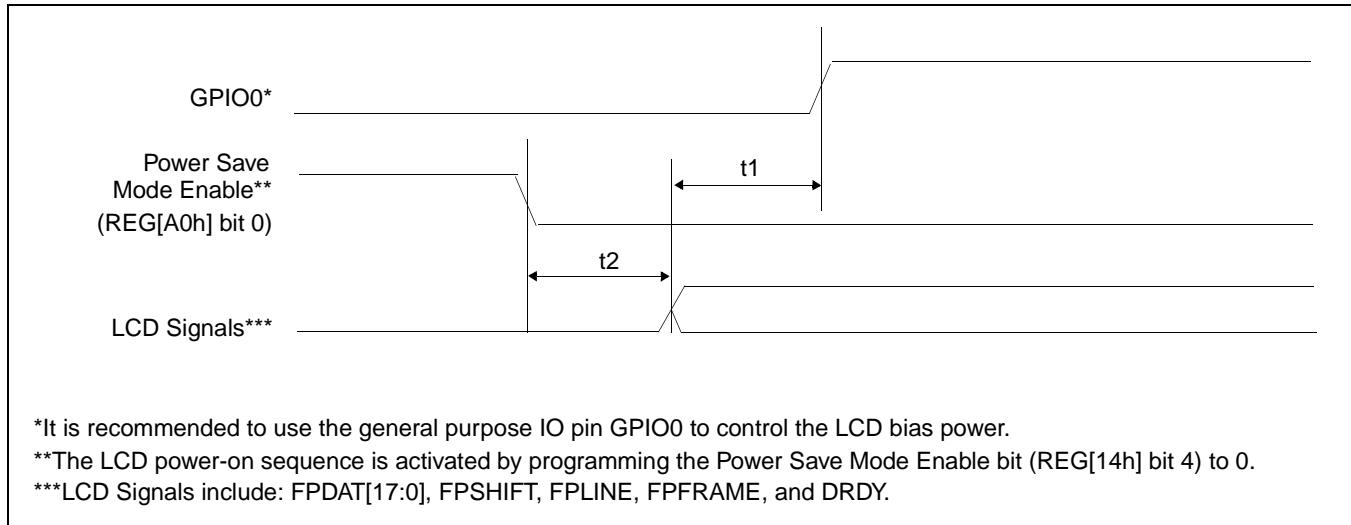 GPIO0*
Power Save
Mode Enable**
(REG[A0h] bit 0)
t1
t2
LCD Signals***
*It is recommended to use the general purpose IO pin GPIO0 to control the LCD bias power.
**The LCD power-on sequence is activated by programming the Power Save Mode Enable bit (REG[14h] bit 4) to 0.
***LCD Signals include: FPDAT[17:0], FPSHIFT, FPLINE, FPFRAME, and DRDY.